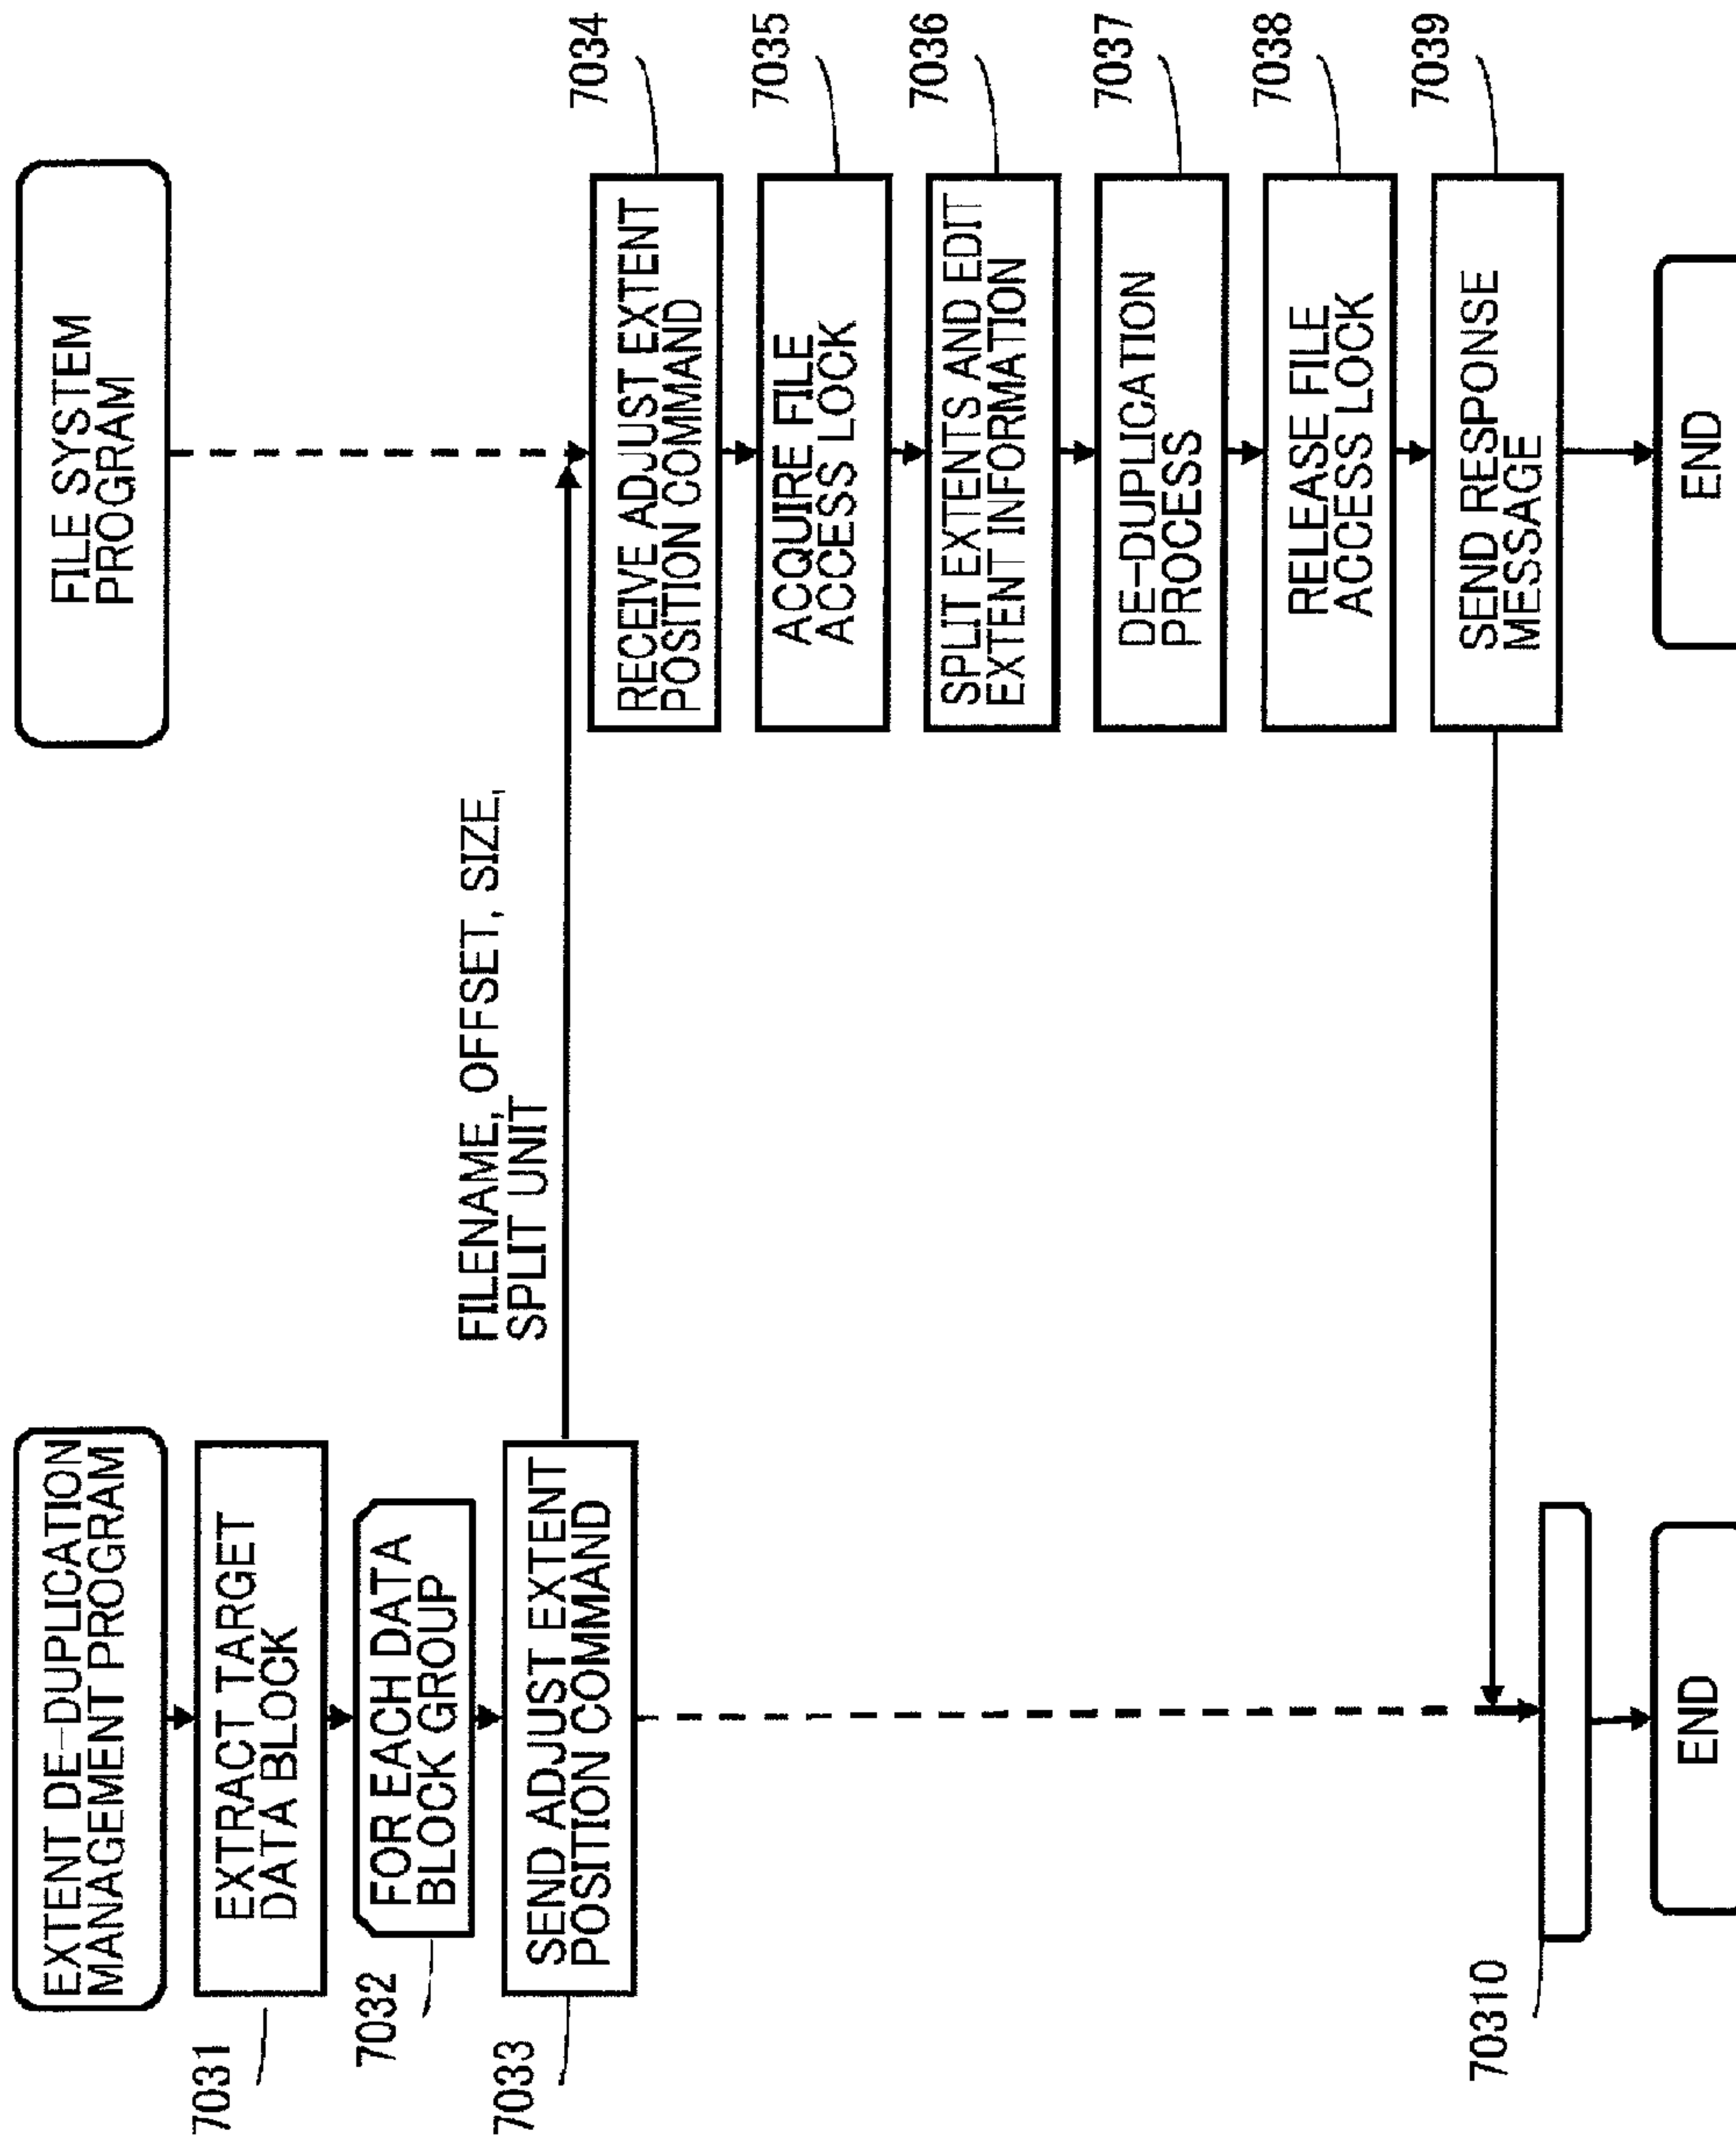 EXTENT DE-DUPLICATION
MANAGEMENT PROGRAM
7031
EXTRACT TARGET
DATA BLOCK
7032
FOR EACH DATA
BLOCK GROUP
7033
SEND ADJUST EXTENT
POSITION COMMAND
FILENAME, OFFSET, SIZE,
SPLIT UNIT
70310
END
FILE SYSTEM
PROGRAM
7034
RECEIVE ADJUST EXTENT
POSITION COMMAND
7035
ACQUIRE FILE
ACCESS LOCK
7036
SPLIT EXTENTS AND EDIT
EXTENT INFORMATION
7037
DE-DUPLICATION
PROCESS
7038
RELEASE FILE
ACCESS LOCK
7039
SEND RESPONSE
MESSAGE
END